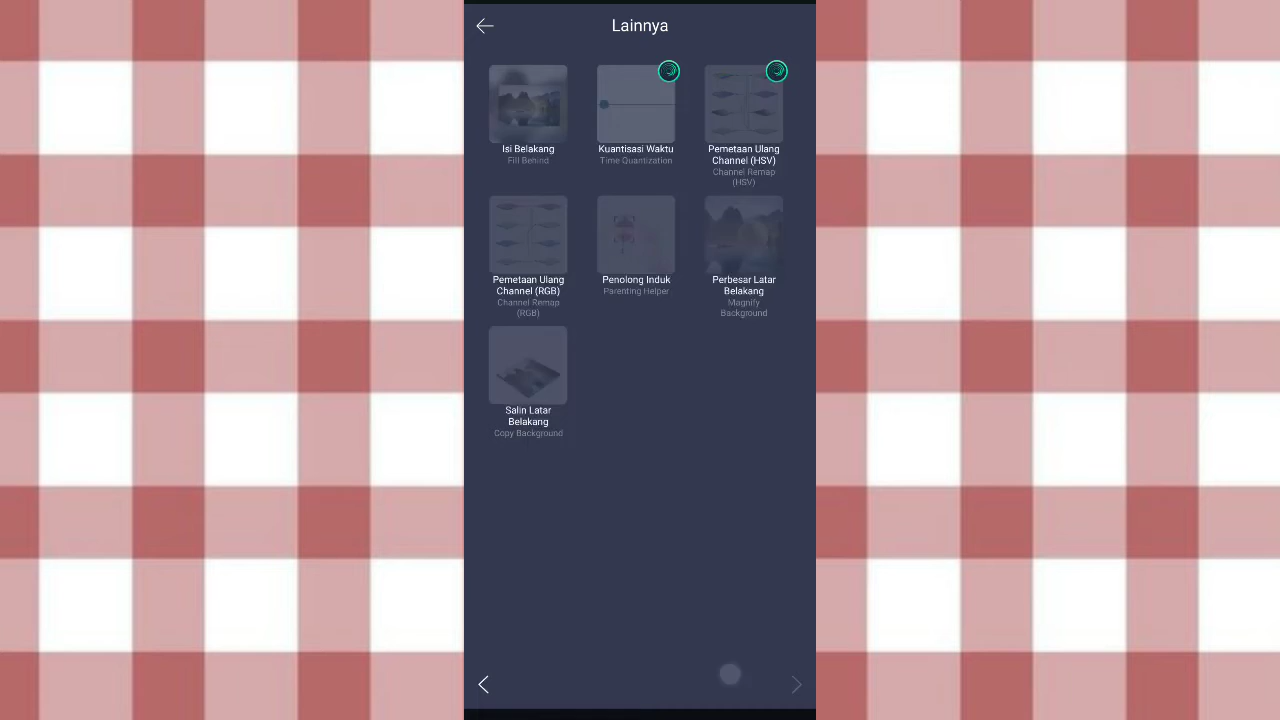 Lainnya
Isi Belakang
Fill Behind
Kuantisasi Waktu
Time Quantization
Pemetaan Ulang
Channel (HSV)
Channel Remap
(HSV)
Pemetaan Ulang
Channel (RGB)
Channel Remap
(RGB)
Penolong Induk
Parenting Helper
Perbesar Latar
Belakang
Magnify
Background
Salin Latar
Belakang
Copy Background